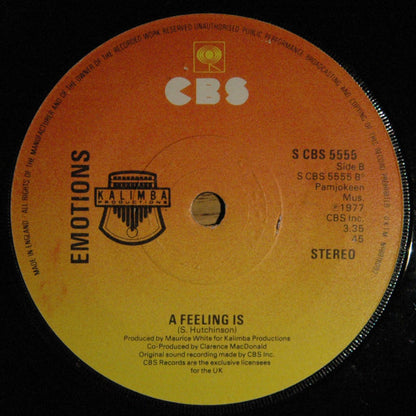 ALL RIGHTS OF THE MANUFACTURER AND OF THE OWNER OF THE RECORDED WORK RESERVED UNAUTHORISED PUBLIC PERFORMANCE, BROADCASTING AND COPYING OF THIS RECORD PROHIBITED
MADE IN ENGLAND
CBS
EMOTIONS
KALIMBA
PRODUCTIONS
S CBS 5555
Side B
S CBS 5555 B¹
Pamjokeen
Mus.
℗1977
CBS Inc.
3.35
45
STEREO
A FEELING IS
(S. Hutchinson)
Produced by Maurice White for Kalimba Productions
Co-Produced by Clarence MacDonald
Original sound recording made by CBS Inc.
CBS Records are the exclusive licensees
for the UK